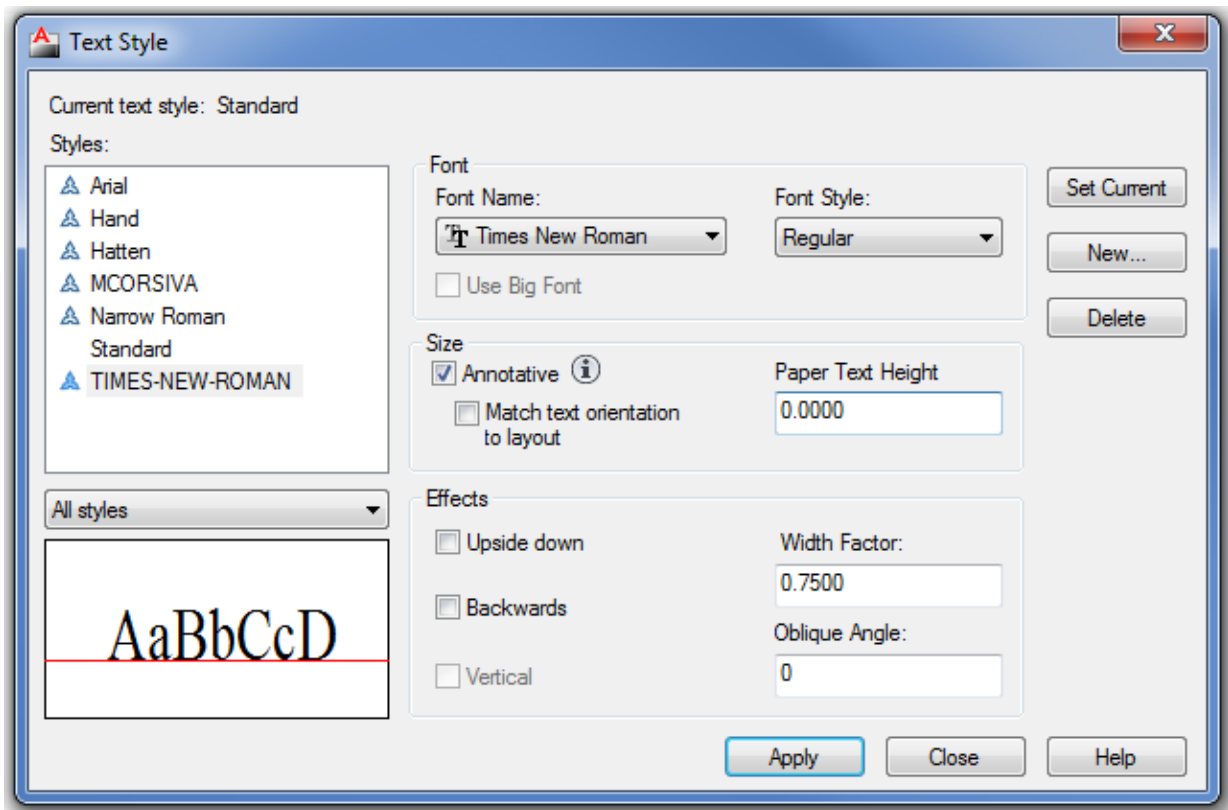 Text Style
Current text style: Standard
Styles:
Arial
Hand
Hatten
MCORSIVA
Narrow Roman
Standard
TIMES-NEW-ROMAN
All styles
AaBbCcD
Font
Font Name:
Times New Roman
Use Big Font
Font Style:
Regular
Size
Annotative
Match text orientation
to layout
Paper Text Height
0.0000
Effects
Upside down
Backwards
Vertical
Width Factor:
0.7500
Oblique Angle:
0
Set Current
New...
Delete
Apply
Close
Help